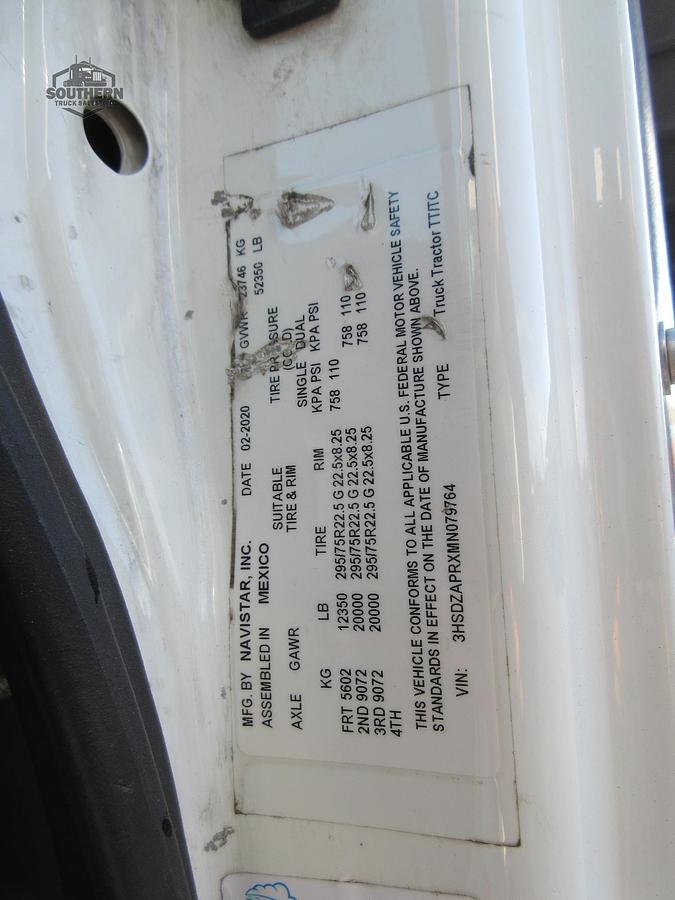 SOUTHERN
TRUCK SALES
MFG. BY NAVISTAR, INC. DATE 02-2020 GVWR 23746 KG
ASSEMBLED IN MEXICO 52350 LB
SUITABLE TIRE PRESSURE
AXLE GAWR TIRE & RIM (COLD)
SINGLE DUAL
KG LB TIRE RIM KPA PSI KPA PSI
FRT 5602 12350 295/75R22.5 G 22.5x8.25 758 110
2ND 9072 20000 295/75R22.5 G 22.5x8.25 758 110
3RD 9072 20000 295/75R22.5 G 22.5x8.25 758 110
4TH
THIS VEHICLE CONFORMS TO ALL APPLICABLE U.S. FEDERAL MOTOR VEHICLE SAFETY
STANDARDS IN EFFECT ON THE DATE OF MANUFACTURE SHOWN ABOVE.
VIN: 3HSDZAPRXMN079764 TYPE Truck Tractor TT/TC